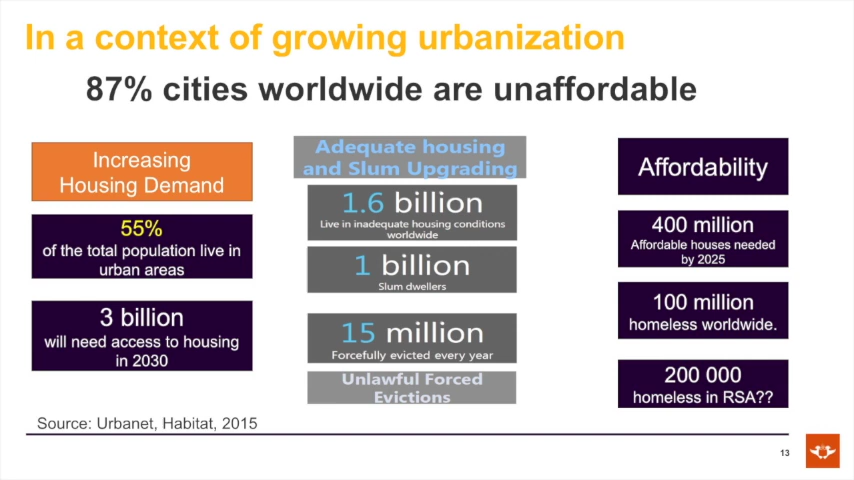 In a context of growing urbanization
87% cities worldwide are unaffordable
Increasing
Housing Demand
55%
of the total population live in
urban areas
3 billion
will need access to housing
in 2030
Adequate housing
and Slum Upgrading
1.6 billion
Live in inadequate housing conditions
worldwide
1 billion
Slum dwellers
15 million
Forcefully evicted every year
Unlawful Forced
Evictions
Affordability
400 million
Affordable houses needed
by 2025
100 million
homeless worldwide.
200 000
homeless in RSA??
Source: Urbanet, Habitat, 2015
13